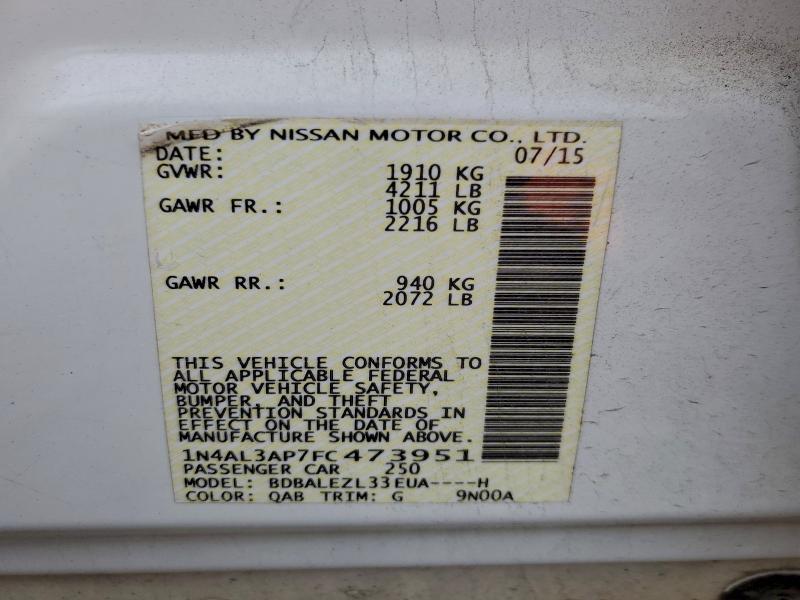 MFD BY NISSAN MOTOR CO., LTD.
DATE: 07/15
GVWR: 1910 KG
4211 LB
GAWR FR.: 1005 KG
2216 LB
GAWR RR.: 940 KG
2072 LB
THIS VEHICLE CONFORMS TO
ALL APPLICABLE FEDERAL
MOTOR VEHICLE SAFETY,
BUMPER, AND THEFT
PREVENTION STANDARDS IN
EFFECT ON THE DATE OF
MANUFACTURE SHOWN ABOVE.
1N4AL3AP7FC473951
PASSENGER CAR 250
MODEL: BDBALEZL33EUA----H
COLOR: QAB TRIM: G 9N00A